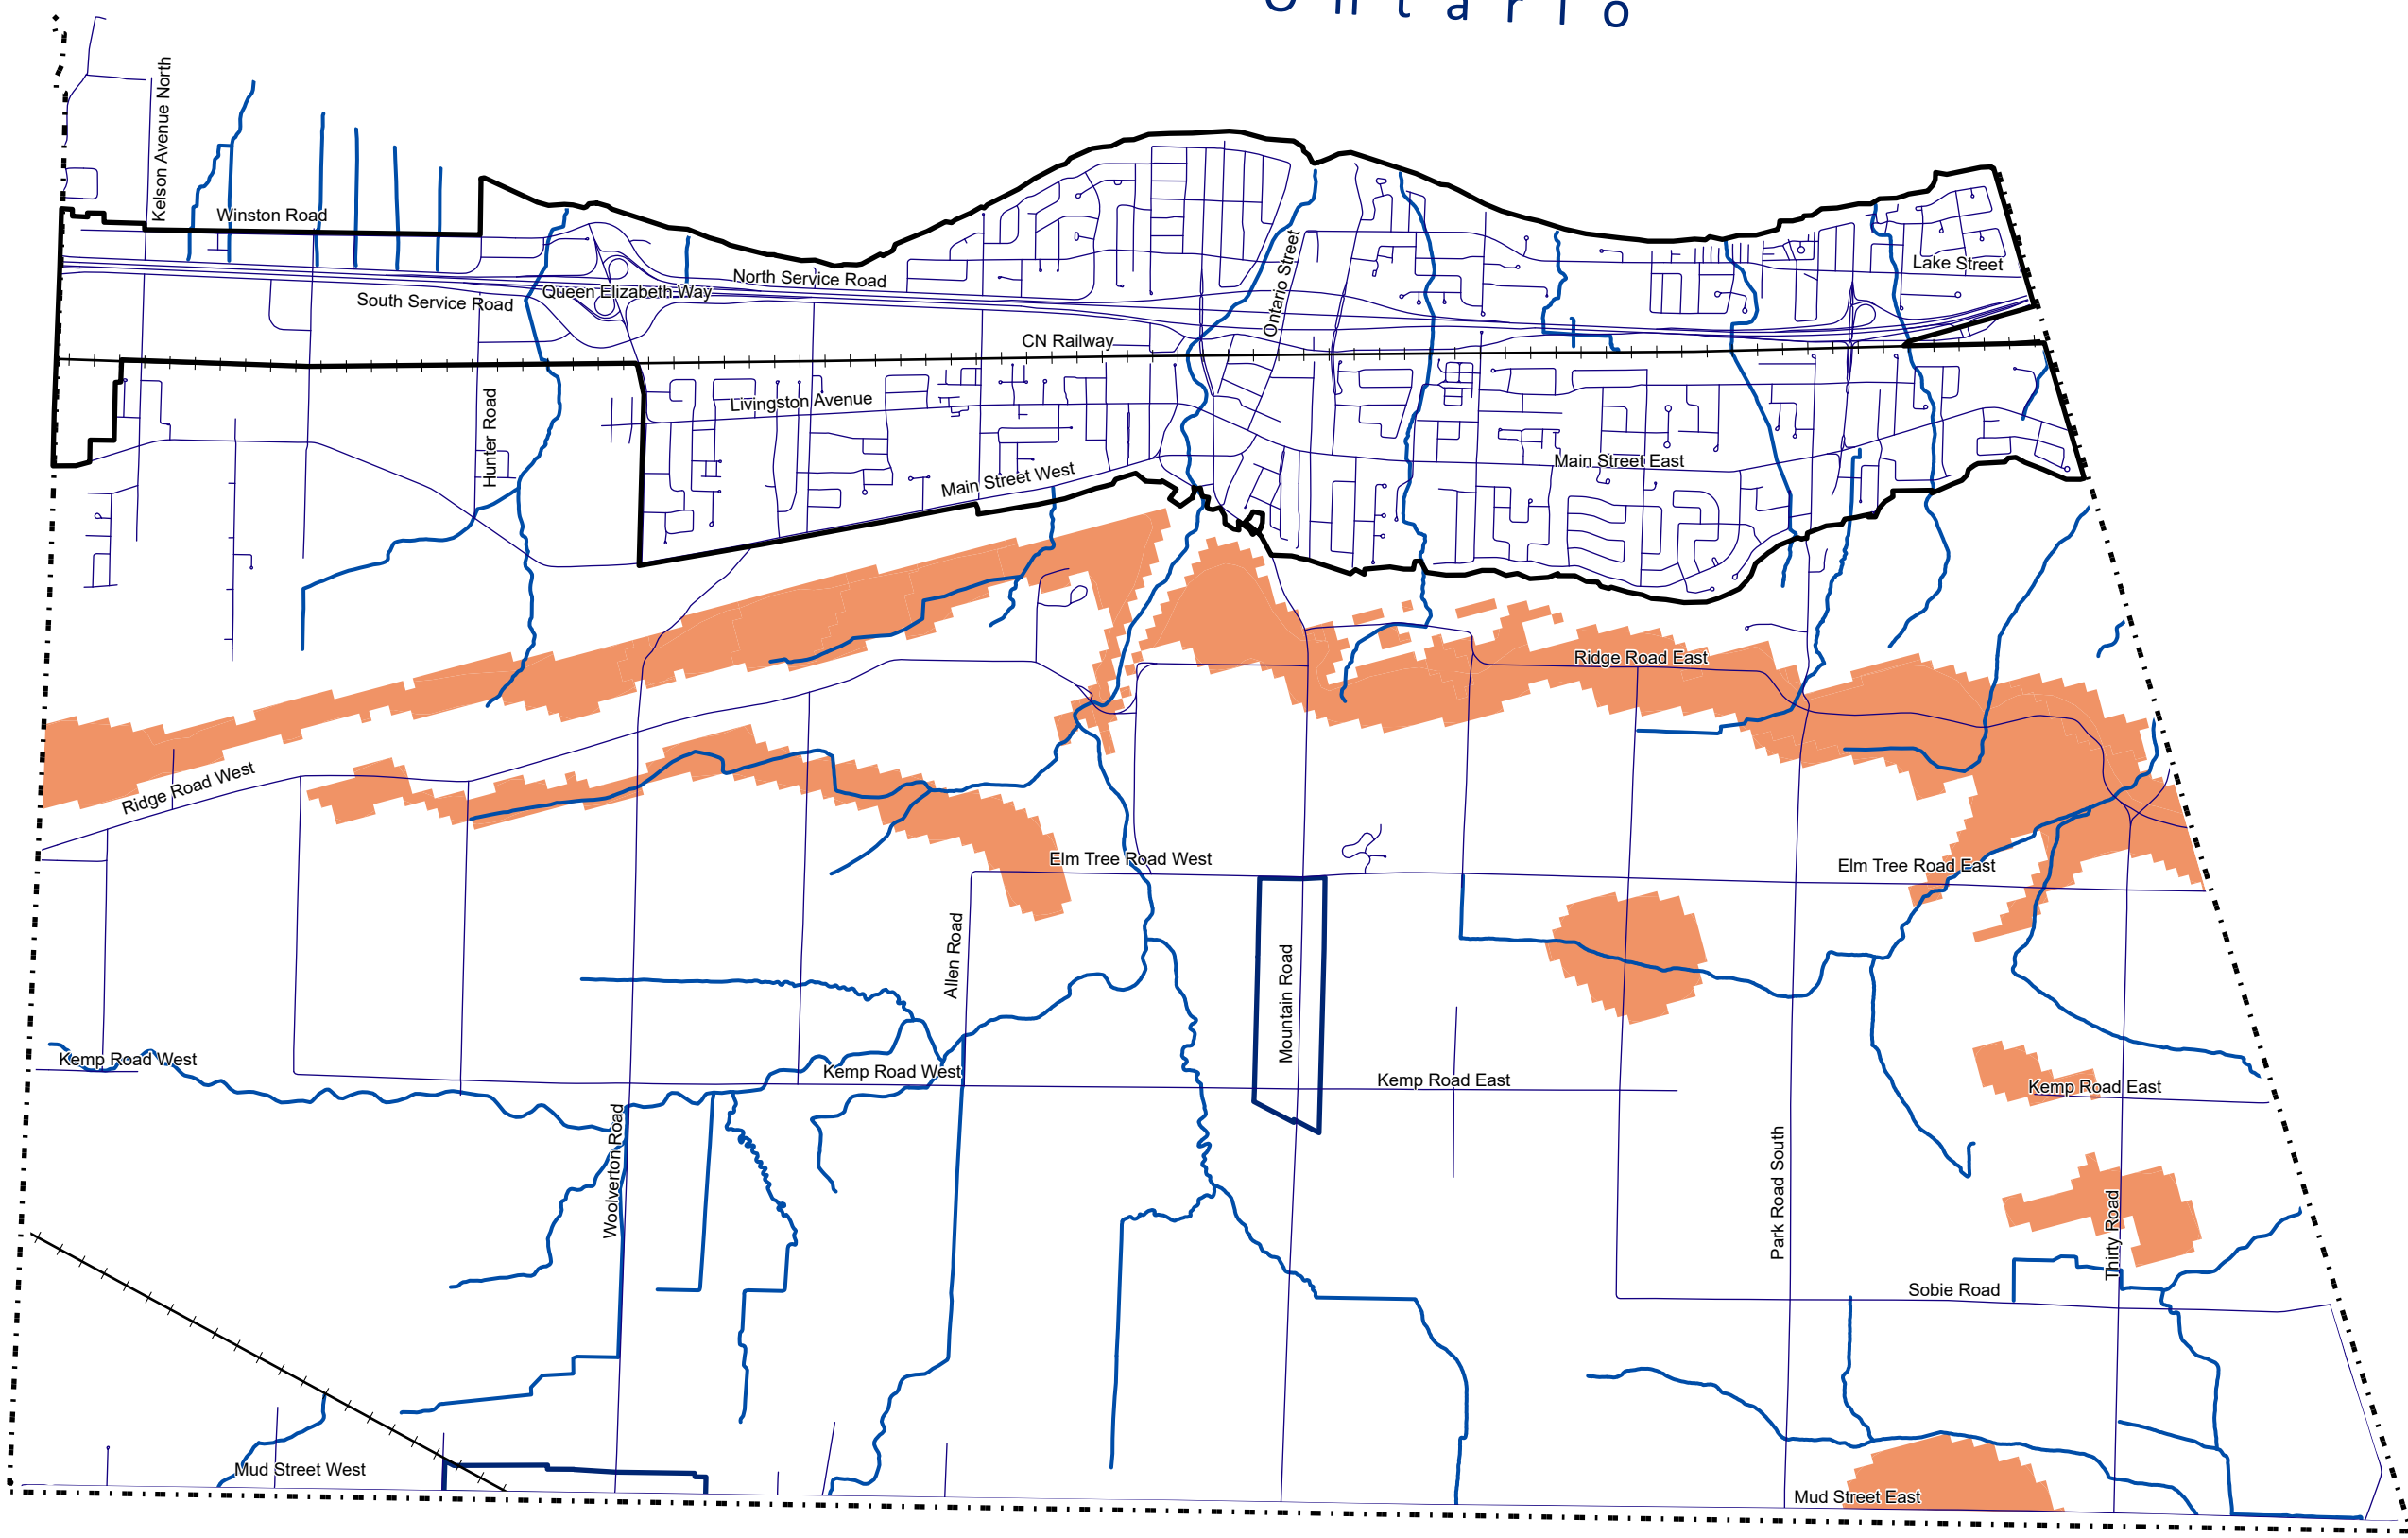 Ontario
Kelson Avenue North
Winston Road
North Service Road
Queen Elizabeth Way
South Service Road
Ontario Street
Lake Street
CN Railway
Hunter Road
Livingston Avenue
Main Street West
Main Street East
Ridge Road East
Ridge Road West
Elm Tree Road West
Elm Tree Road East
Allen Road
Mountain Road
Kemp Road West
Kemp Road West
Kemp Road East
Kemp Road East
Woolverton Road
Park Road South
Thirty Road
Sobie Road
Mud Street West
Mud Street East